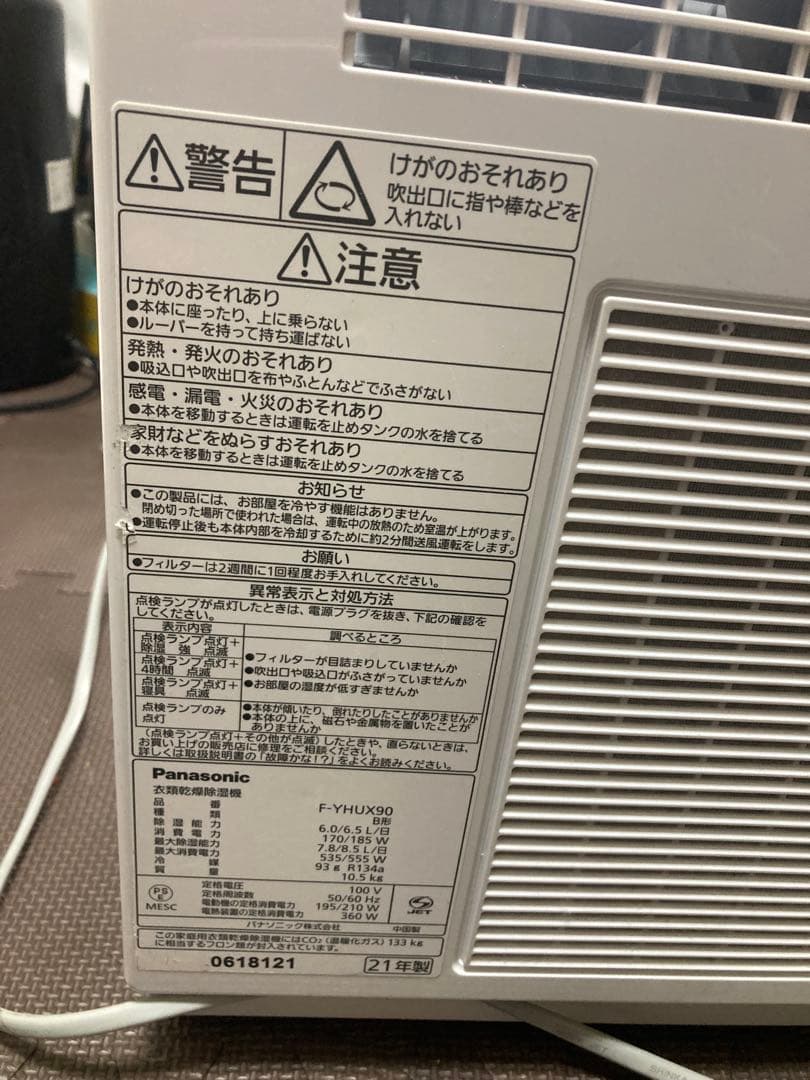 警告
けがのおそれあり
吹出口に指や棒などを
入れない
注意
けがのおそれあり
●本体に座ったり、上に乗らない
●ルーバーを持って持ち運ばない
発熱・発火のおそれあり
●吸込口や吹出口を布やふとんなどでふさがない
感電・漏電・火災のおそれあり
●本体を移動するときは運転を止めタンクの水を捨てる
家財などをぬらすおそれあり
●本体を移動するときは運転を止めタンクの水を捨てる
お知らせ
●この製品には、お部屋を冷やす機能はありません。
閉め切った場所で使われた場合は、運転中の放熱のため室温が上がります。
●運転停止後も本体内部を冷却するために約2分間送風運転をします。
お願い
●フィルターは2週間に1回程度お手入れしてください。
異常表示と対処方法
点検ランプが点灯したときは、電源プラグを抜き、下記の確認を
してください。
表示内容 調べるところ
点検ランプ点灯+
除湿 強 点滅
点検ランプ点灯+
4時間 点滅
点検ランプ点灯+
寝具 点滅
●フィルターが目詰まりしていませんか
●吹出口や吸込口がふさがっていませんか
●お部屋の湿度が低すぎませんか
点検ランプのみ
点灯
●本体が傾いたり、倒れたりしたことがありませんか
●本体の上に、磁石や金属物を置いたことが
ありませんか
(点検ランプ点灯+その他が点滅)したときや、直らないときは、
お買い上げの販売店に修理をご相談ください。
詳しくは取扱説明書の「故障かな!?」をよくお読みください。
Panasonic
衣類乾燥除湿機
品番 F-YHUX90
種類 B形
除湿能力 6.0/6.5 L/日
消費電力 170/185 W
最大除湿能力 7.8/8.5 L/日
最大消費電力 535/555 W
冷媒 93 g R134a
質量 10.5 kg
PS
E
MESC
定格電圧 100 V
定格周波数 50/60 Hz
電動機の定格消費電力 195/210 W
電熱装置の定格消費電力 360 W
JET
パナソニック株式会社 中国製
この家庭用衣類乾燥除湿機にはCO₂(温暖化ガス)133 kg
に相当するフロン類が封入されています。
0618121 21年製